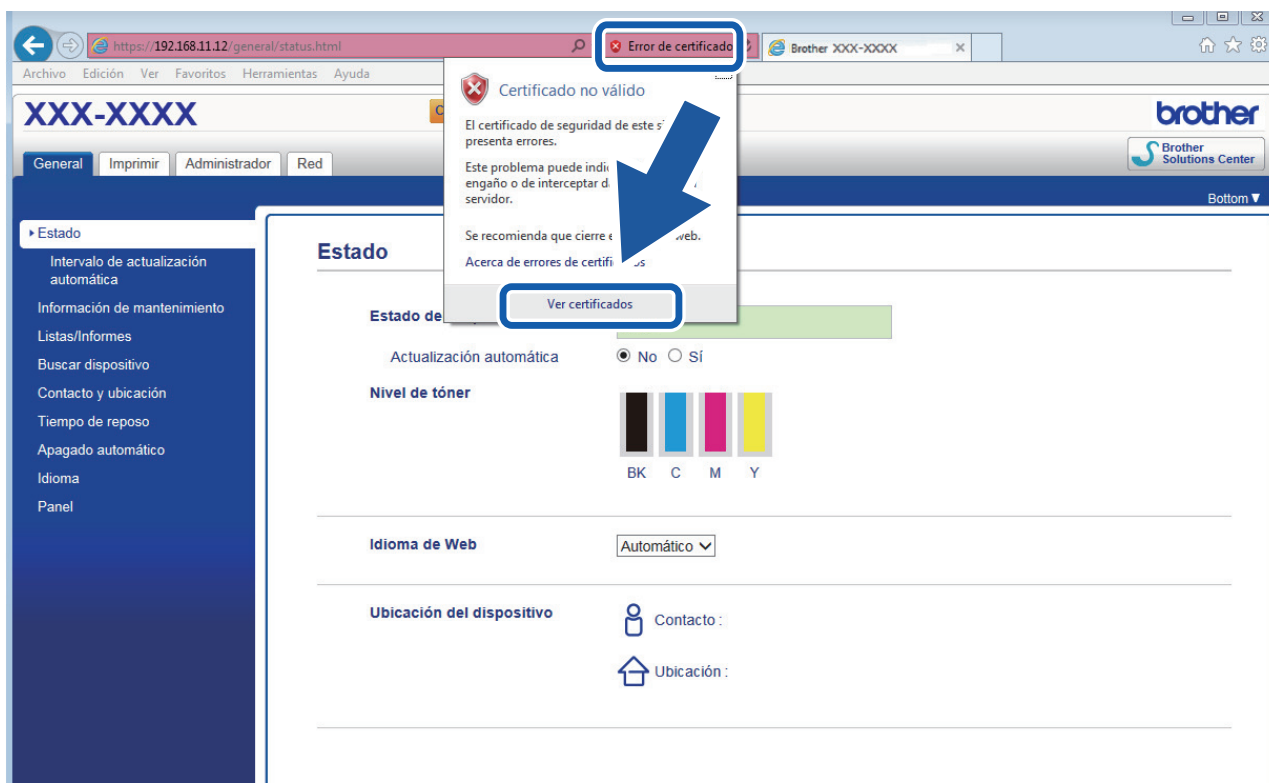 https://192.168.11.12/general/status.html
Error de certificado
Brother XXX-XXXX
Archivo Edición Ver Favoritos Herramientas Ayuda
Certificado no válido
El certificado de seguridad de este
presenta errores.
Este problema puede
engaño o de interceptar
servidor.
Se recomienda que cierre
web.
Acerca de errores de
Ver certificados
XXX-XXXX
brother
General Imprimir Administrador Red
Brother
Solutions Center
Bottom▼
Estado
Intervalo de actualización
automática
Información de mantenimiento
Listas/Informes
Buscar dispositivo
Contacto y ubicación
Tiempo de reposo
Apagado automático
Idioma
Panel
Estado
Estado
Actualización automática No Sí
Nivel de tóner
BK C M Y
Idioma de Web Automático
Ubicación del dispositivo
Contacto :
Ubicación :